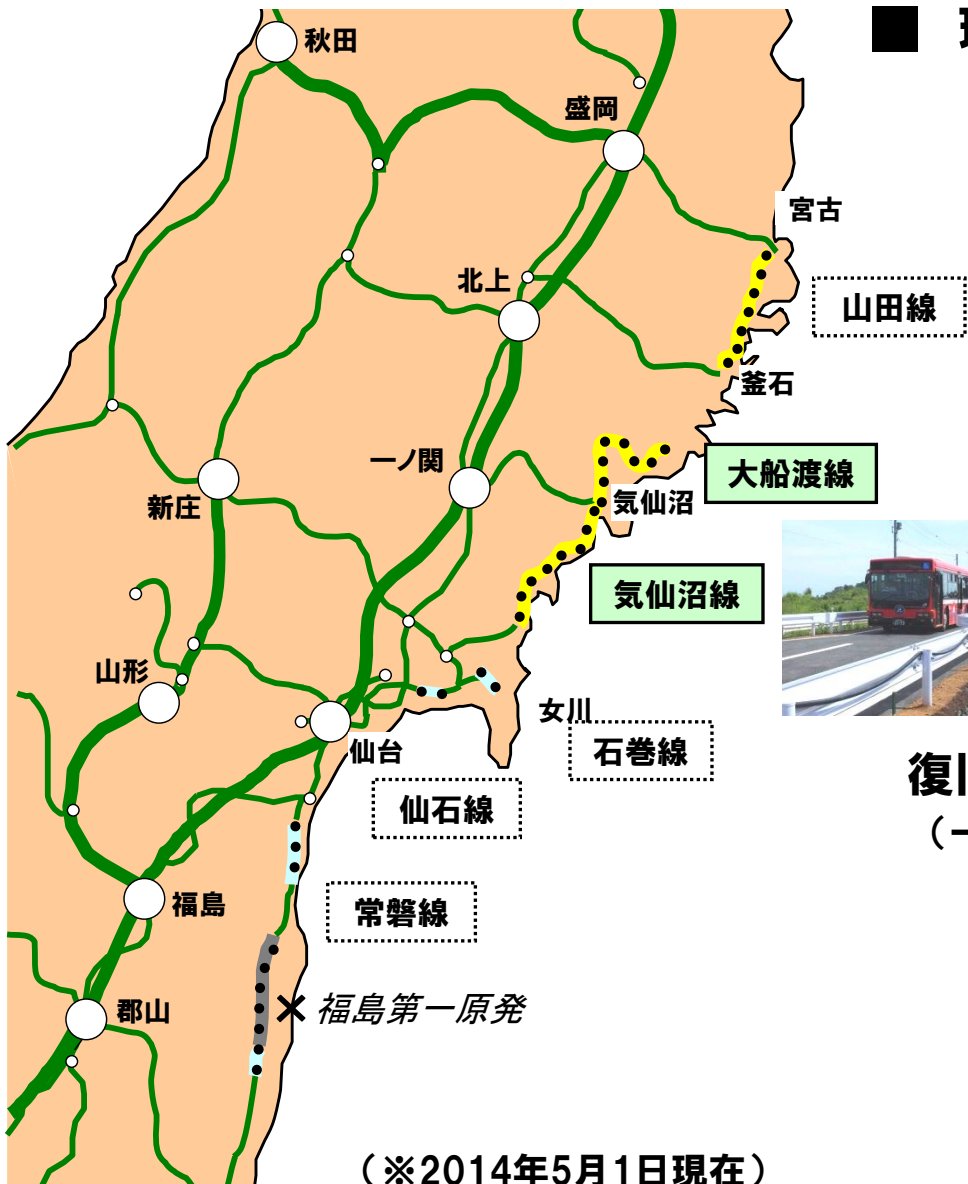 ■
秋田
盛岡
宮古
北上
山田線
釜石
一ノ関
大船渡線
新庄
気仙沼
気仙沼線
山形
女川
仙台
石巻線
仙石線
復
（一
福島
常磐線
郡山
×福島第一原発
（※2014年5月1日現在）